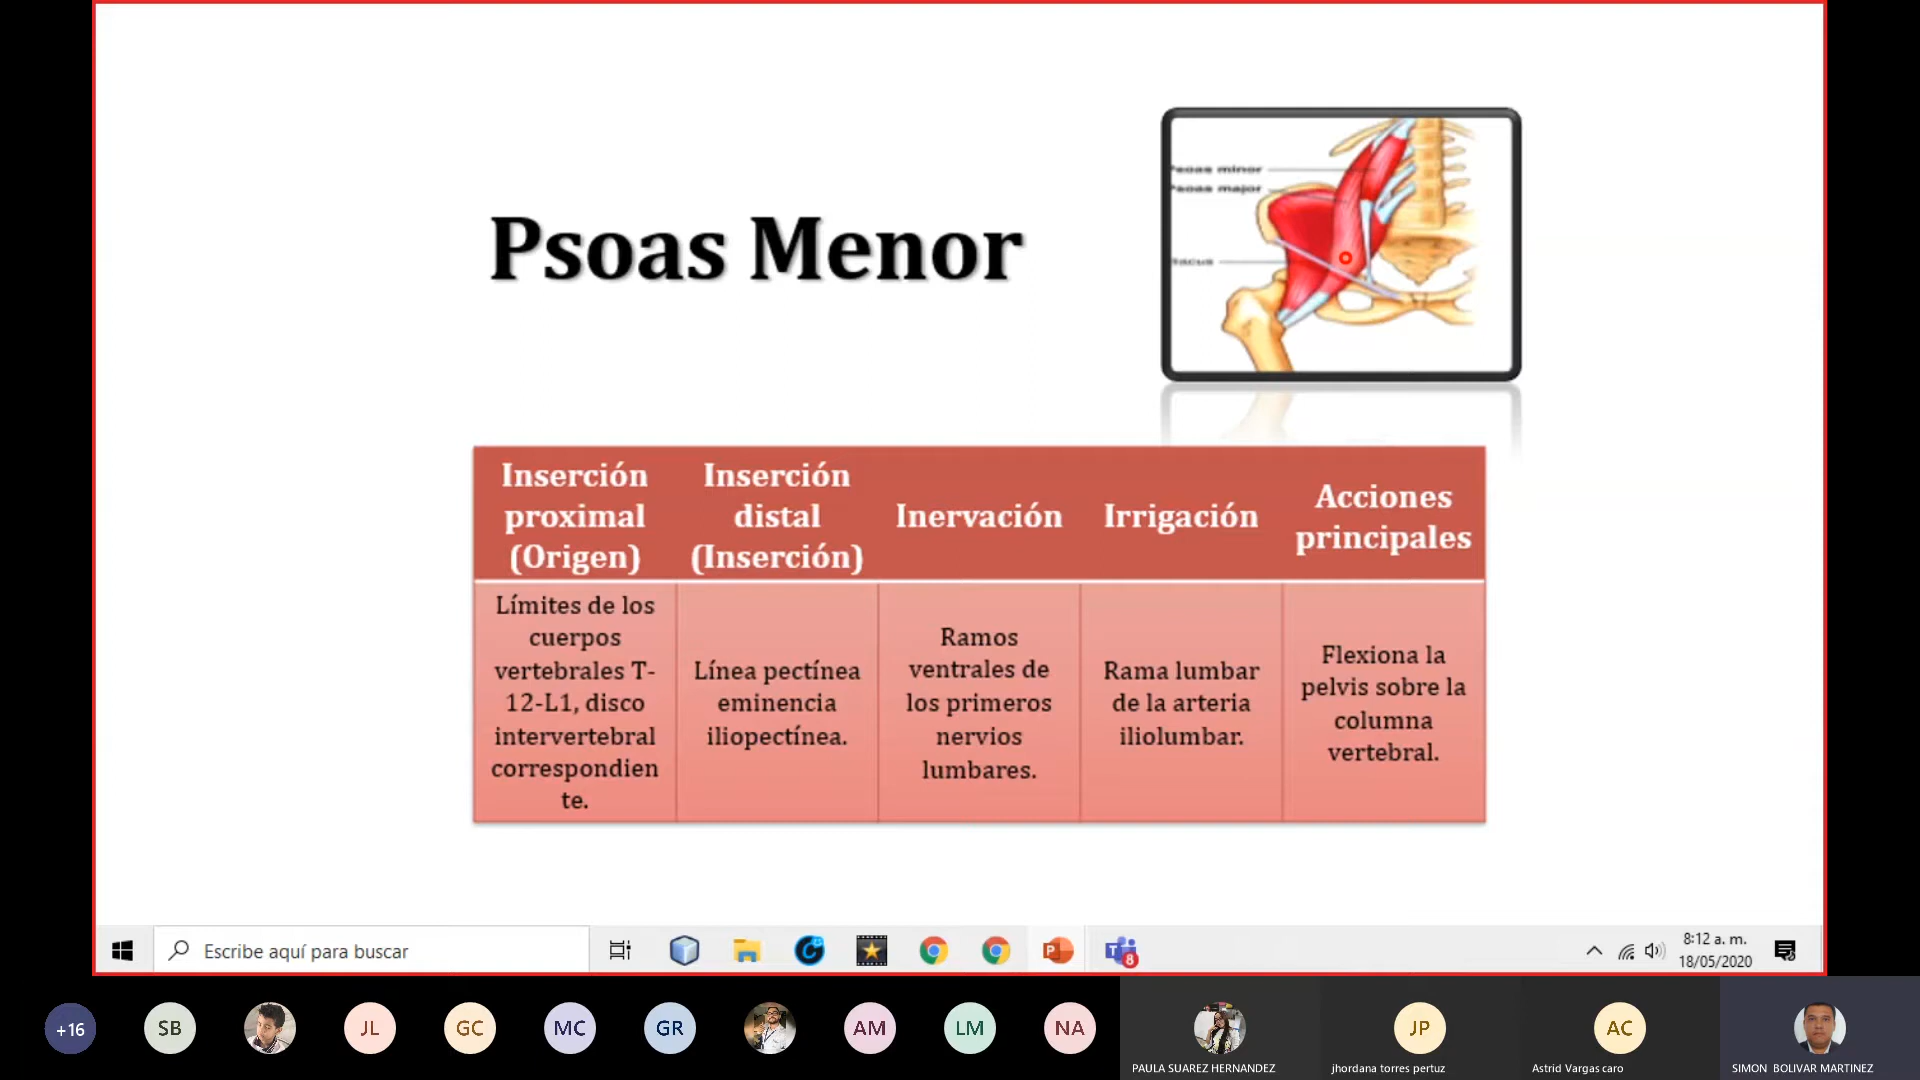 Psoas Menor
Psoas minor
Psoas major
Iliacus
Inserción
proximal
(Origen)
Inserción
distal
(Inserción)
Inervación
Irrigación
Acciones
principales
Límites de los
cuerpos
vertebrales T-
12-L1, disco
intervertebral
correspondien
te.
Línea pectínea
eminencia
iliopectínea.
Ramos
ventrales de
los primeros
nervios
lumbares.
Rama lumbar
de la arteria
iliolumbar.
Flexiona la
pelvis sobre la
columna
vertebral.
Escribe aquí para buscar
8
8:12 a. m.
18/05/2020
+16
SB
JL
GC
MC
GR
AM
LM
NA
PAULA SUAREZ HERNANDEZ
JP
jhordana torres pertuz
AC
Astrid Vargas caro
SIMON BOLIVAR MARTINEZ